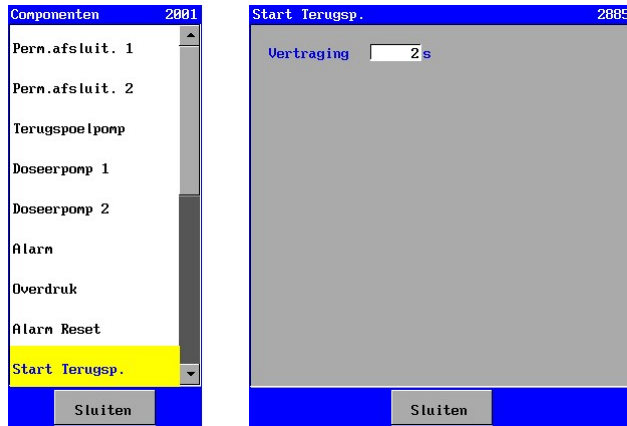 Componenten 2001
Perm.afsluit. 1
Perm.afsluit. 2
Terugspoelpomp
Doseerpomp 1
Doseerpomp 2
Alarm
Overdruk
Alarm Reset
Start Terugsp.
Sluiten
Start Terugsp. 2885
Vertraging 2 s
Sluiten